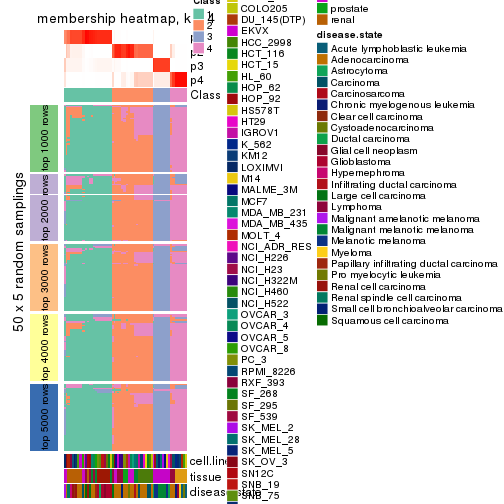 membership heatmap, k = 4
p3
p4
Class
top 1000 rows
top 2000 rows
top 3000 rows
top 4000 rows
top 5000 rows
50 x 5 random samplings
cell.line
tissue
disease.state
Class
1
2
3
4
COLO205
DU_145(DTP)
EKVX
HCC_2998
HCT_116
HCT_15
HL_60
HOP_62
HOP_92
HS578T
HT29
IGROV1
K_562
KM12
LOXIMVI
M14
MALME_3M
MCF7
MDA_MB_231
MDA_MB_435
MOLT_4
NCI_ADR_RES
NCI_H226
NCI_H23
NCI_H322M
NCI_H460
NCI_H522
OVCAR_3
OVCAR_4
OVCAR_5
OVCAR_8
PC_3
RPMI_8226
RXF_393
SF_268
SF_295
SF_539
SK_MEL_2
SK_MEL_28
SK_MEL_5
SK_OV_3
SN12C
SNB_19
SNB_75
prostate
renal
disease.state
Acute lymphoblastic leukemia
Adenocarcinoma
Astrocytoma
Carcinoma
Carcinosarcoma
Chronic myelogenous leukemia
Clear cell carcinoma
Cystoadenocarcinoma
Ductal carcinoma
Glial cell neoplasm
Glioblastoma
Hypernephroma
Infiltrating ductal carcinoma
Large cell carcinoma
Lymphoma
Malignant amelanotic melanoma
Malignant melanotic melanoma
Melanotic melanoma
Myeloma
Papillary infiltrating ductal carcinoma
Pro myelocytic leukemia
Renal cell carcinoma
Renal spindle cell carcinoma
Small cell bronchioalveolar carcinoma
Squamous cell carcinoma